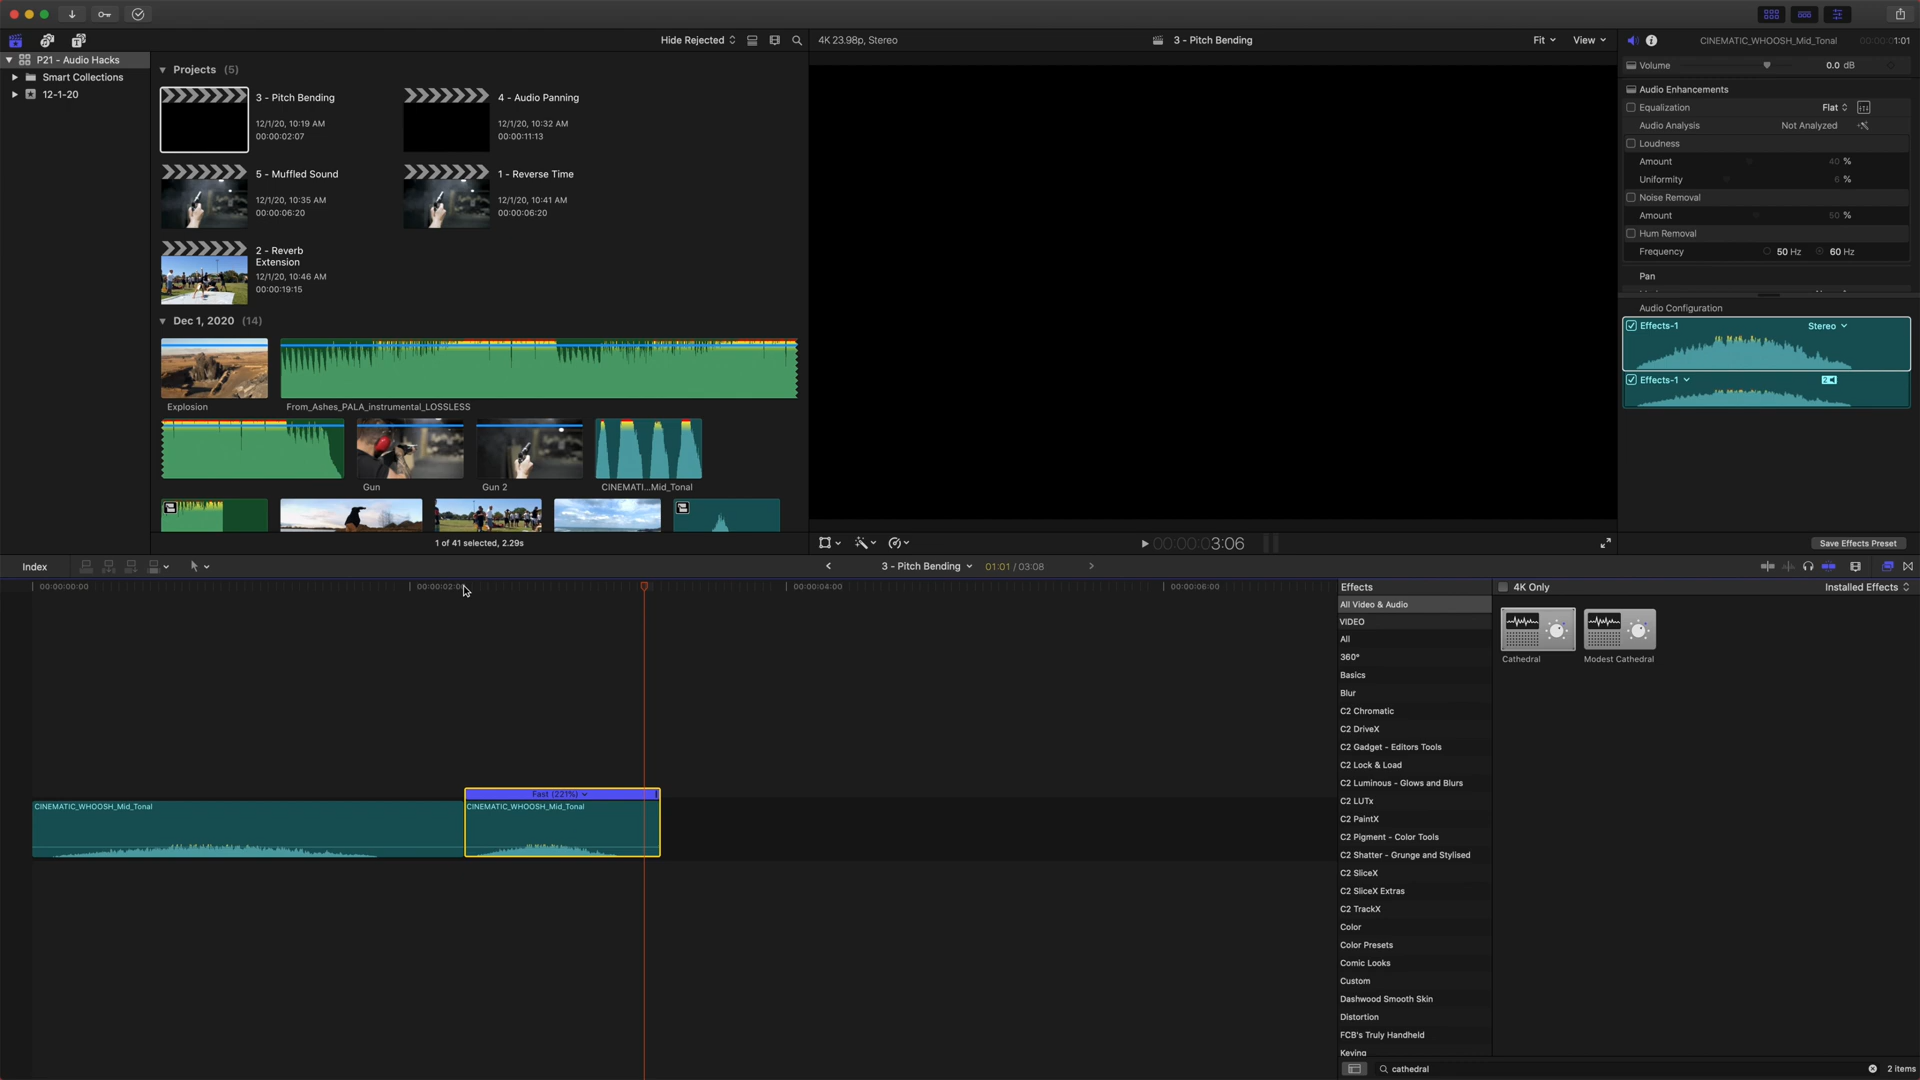 Hide Rejected
4K 23.98p, Stereo
3 - Pitch Bending
Fit
View
CINEMATIC_WHOOSH_Mid_Tonal
00:00:01:01
P21 - Audio Hacks
Smart Collections
12-1-20
Projects (5)
3 - Pitch Bending
12/1/20, 10:19 AM
00:00:02:07
4 - Audio Panning
12/1/20, 10:32 AM
00:00:11:13
5 - Muffled Sound
12/1/20, 10:35 AM
00:00:06:20
1 - Reverse Time
12/1/20, 10:41 AM
00:00:06:20
2 - Reverb
Extension
12/1/20, 10:46 AM
00:00:19:15
Dec 1, 2020 (14)
Explosion
From_Ashes_PALA_instrumental_LOSSLESS
Gun
Gun 2
CINEMATI...Mid_Tonal
1 of 41 selected, 2.29s
Volume 0.0 dB
Audio Enhancements
Equalization Flat
Audio Analysis Not Analyzed
Loudness
Amount 40 %
Uniformity 6 %
Noise Removal
Amount 50 %
Hum Removal
Frequency 50 Hz 60 Hz
Pan
Audio Configuration
Effects-1 Stereo
Effects-1 2
Save Effects Preset
00:00:03:06
Index
3 - Pitch Bending 01:01 / 03:08
00:00:00:00
00:00:02:00
00:00:04:00
00:00:06:00
Fast (221%)
CINEMATIC_WHOOSH_Mid_Tonal
CINEMATIC_WHOOSH_Mid_Tonal
Effects
4K Only
Installed Effects
All Video & Audio
VIDEO
All
360°
Basics
Blur
C2 Chromatic
C2 DriveX
C2 Gadget - Editors Tools
C2 Lock & Load
C2 Luminous - Glows and Blurs
C2 LUTx
C2 PaintX
C2 Pigment - Color Tools
C2 Shatter - Grunge and Stylised
C2 SliceX
C2 SliceX Extras
C2 TrackX
Color
Color Presets
Comic Looks
Custom
Dashwood Smooth Skin
Distortion
FCB's Truly Handheld
Keying
Cathedral
Modest Cathedral
cathedral
2 items